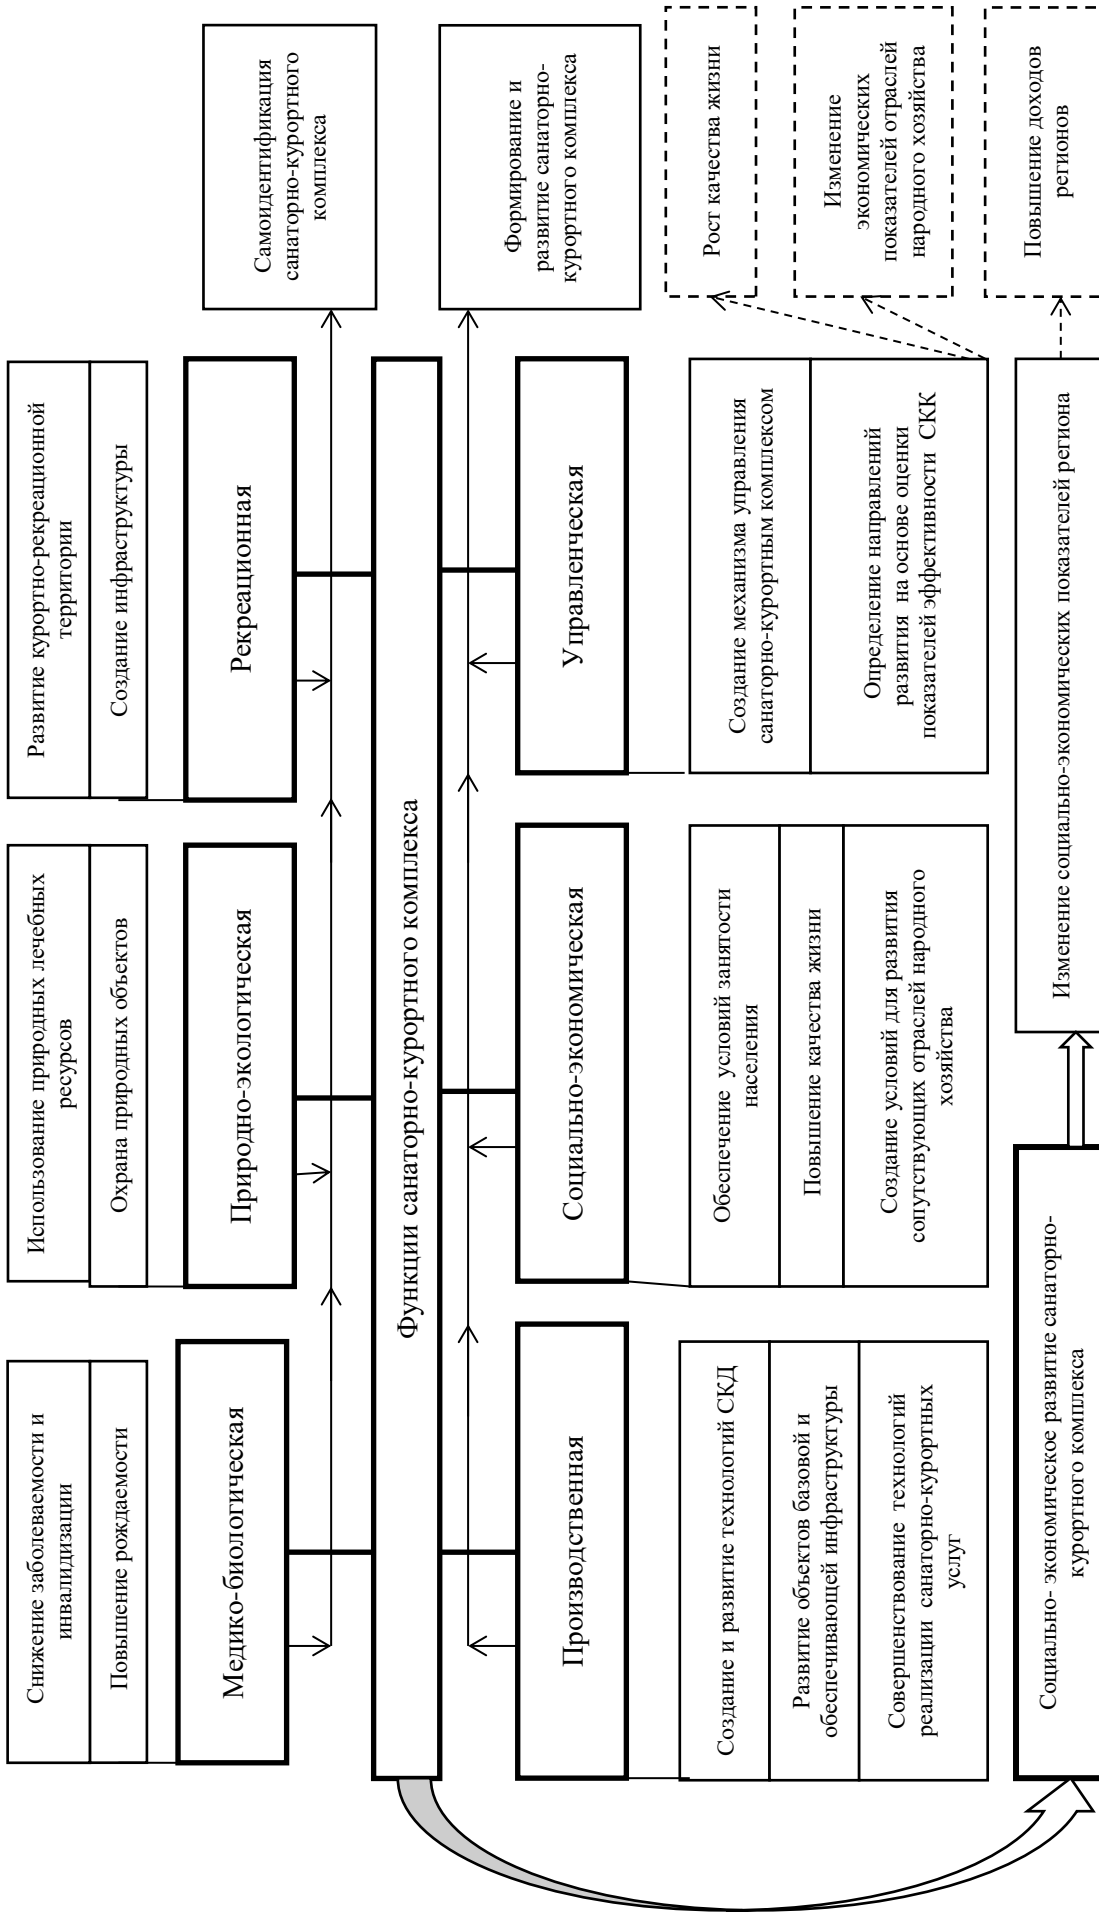 Снижение заболеваемости и
инвалидизации
Повышение рождаемости
Использование природных лечебных
ресурсов
Охрана природных объектов
Развитие курортно-рекреационной
территории
Создание инфраструктуры
Медико-биологическая
Природно-экологическая
Рекреационная
Самоидентификация
санаторно-курортного
комплекса
Функции санаторно-курортного комплекса
Формирование и
развитие санаторно-
курортного комплекса
Производственная
Социально-экономическая
Управленческая
Создание и развитие технологий СКД
Развитие объектов базовой и
обеспечивающей инфраструктуры
Совершенствование технологий
реализации санаторно-курортных
услуг
Обеспечение условий занятости
населения
Повышение качества жизни
Создание условий для развития
сопутствующих отраслей народного
хозяйства
Создание механизма управления
санаторно-курортным комплексом
Определение направлений
развития на основе оценки
показателей эффективности СКК
Рост качества жизни
Изменение
экономических
показателей отраслей
народного хозяйства
Социально- экономическое развитие санаторно-
курортного комплекса
Изменение социально-экономических показателей региона
Повышение доходов
регионов